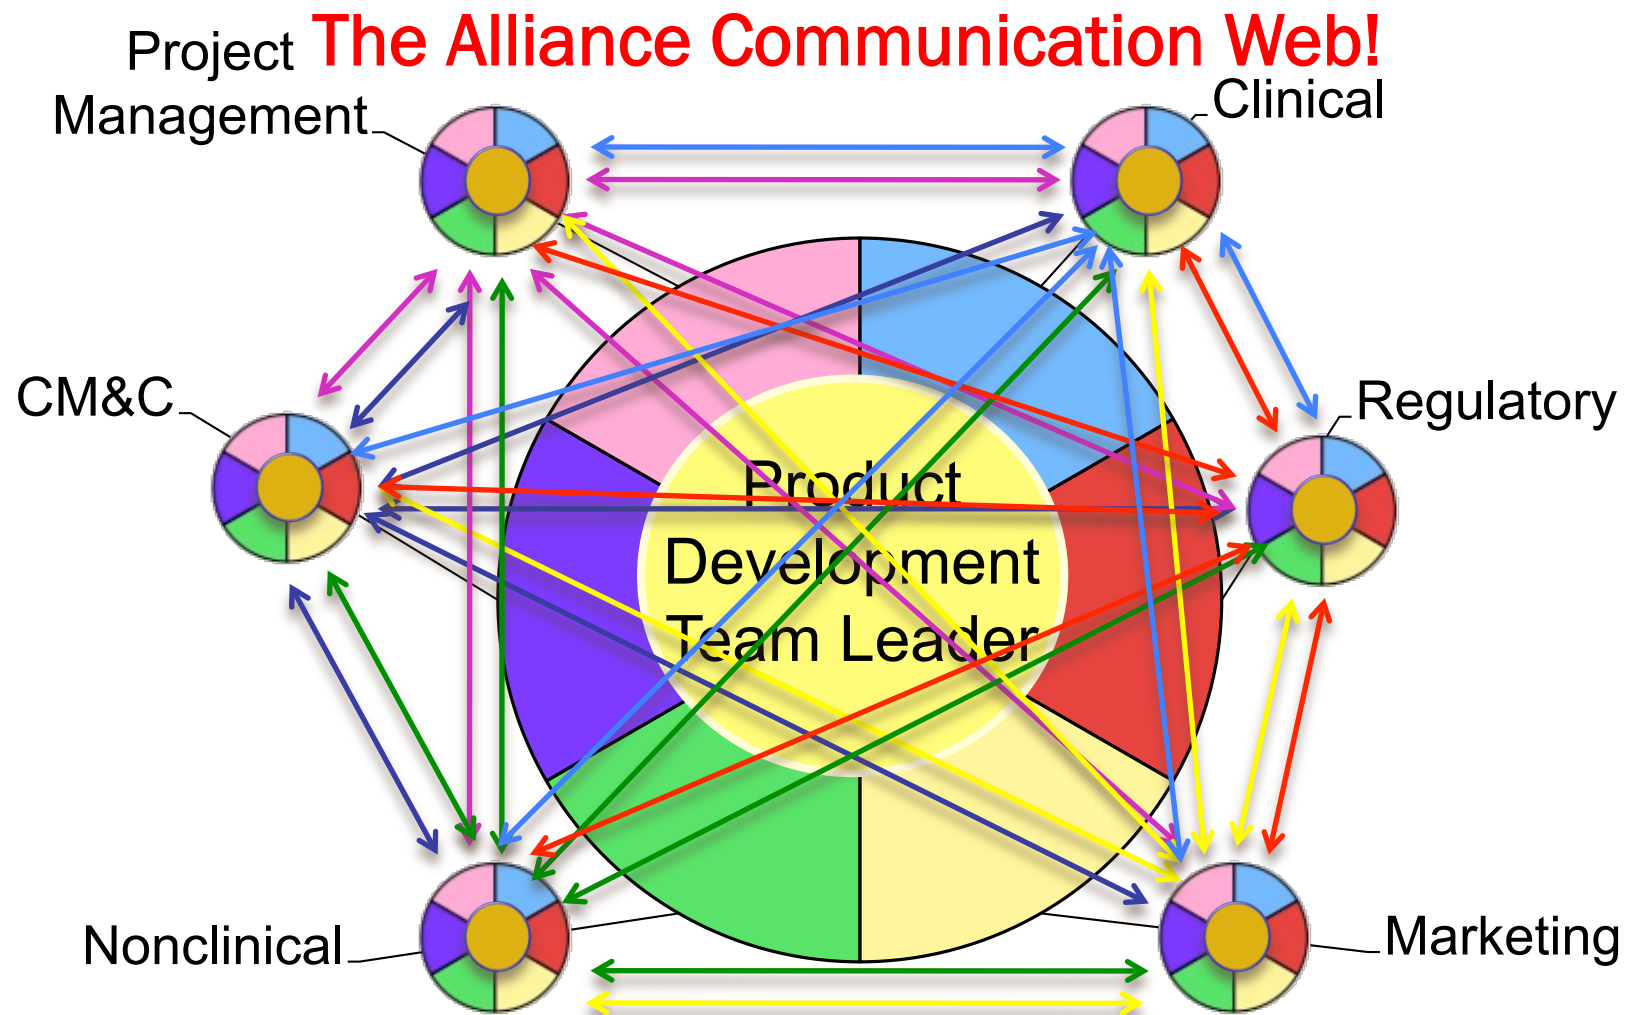 The Alliance Communication Web!
Project
Management
Clinical
CM&C
Regulatory
Product
Development
Team Leader
Nonclinical
Marketing